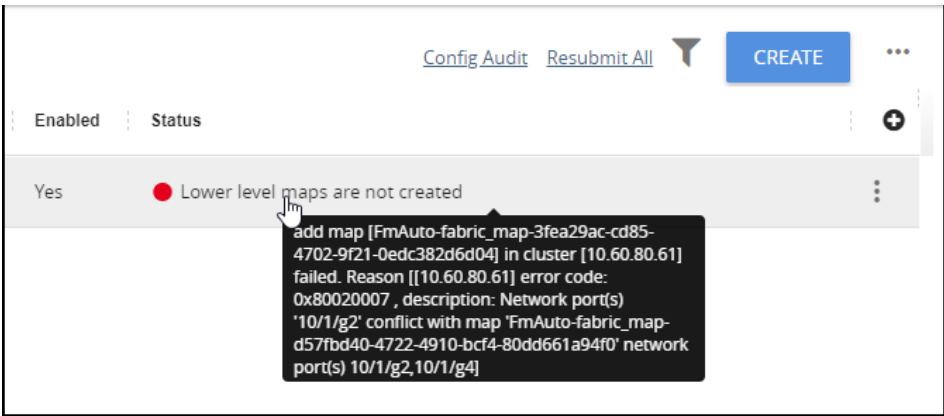 Config Audit Resubmit All CREATE
Enabled Status
Yes Lower level maps are not created
add map [FmAuto-fabric_map-3fea29ac-cd85-
4702-9f21-0edc382d6d04] in cluster [10.60.80.61]
failed. Reason [[10.60.80.61] error code:
0x80020007 , description: Network port(s)
'10/1/g2' conflict with map 'FmAuto-fabric_map-
d57fbd40-4722-4910-bcf4-80dd661a94f0' network
port(s) 10/1/g2,10/1/g4]